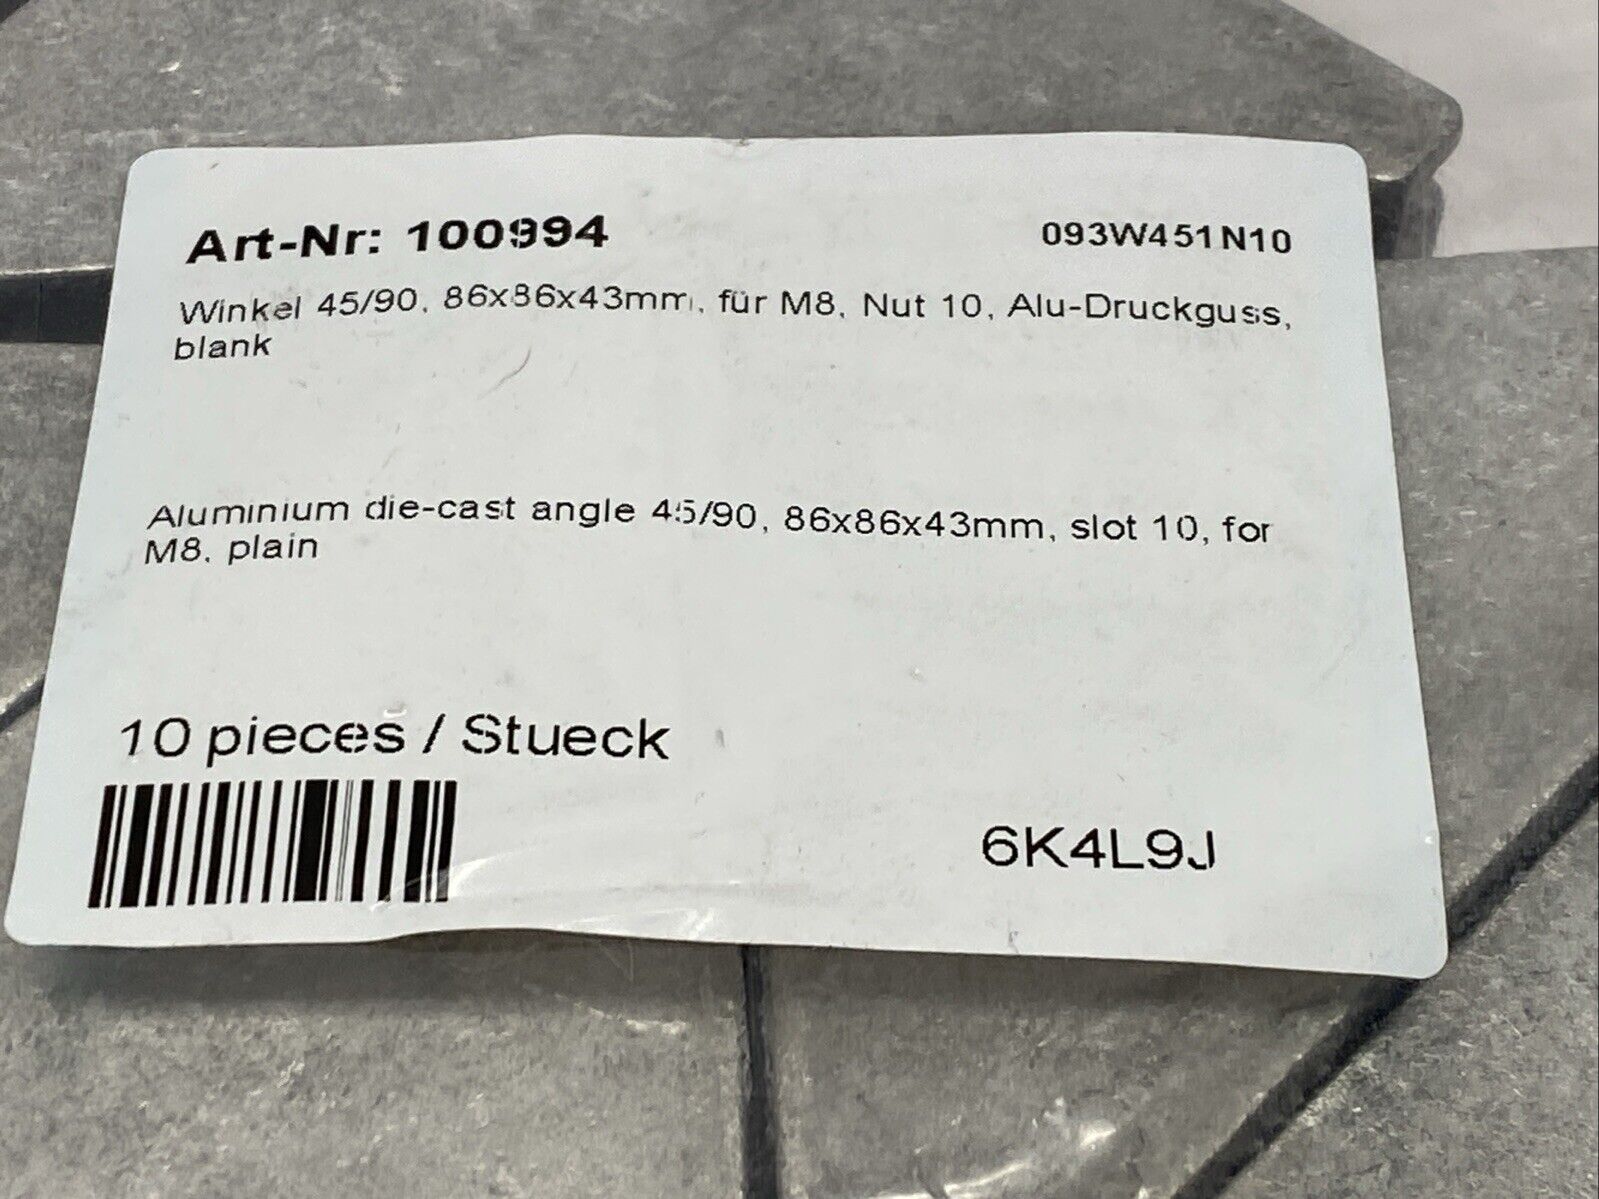 Art-Nr: 100994
093W451N10
Winkel 45/90, 86x86x43mm, für M8, Nut 10, Alu-Druckguss,
blank
Aluminium die-cast angle 45/90, 86x86x43mm, slot 10, for
M8, plain
10 pieces / Stueck
6K4L9J